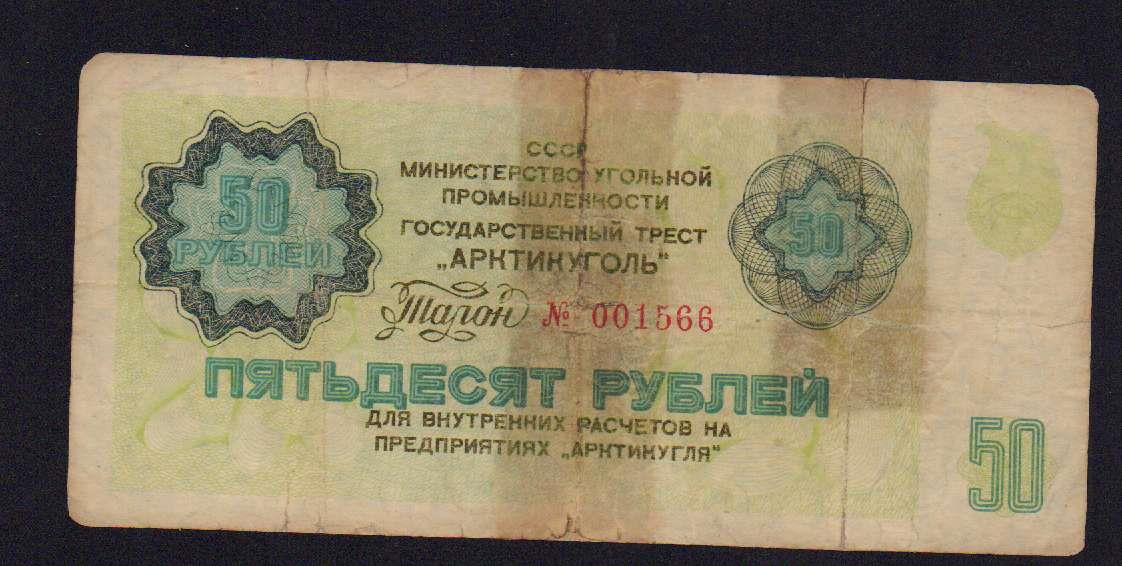 СССР
МИНИСТЕРСТВО УГОЛЬНОЙ
ПРОМЫШЛЕННОСТИ
ГОСУДАРСТВЕННЫЙ ТРЕСТ
„АРКТИКУГОЛЬ“
Талон № 001566
50
РУБЛЕЙ
50
ПЯТЬДЕСЯТ РУБЛЕЙ
ДЛЯ ВНУТРЕННИХ РАСЧЕТОВ НА
ПРЕДПРИЯТИЯХ „АРКТИКУГЛЯ“
50